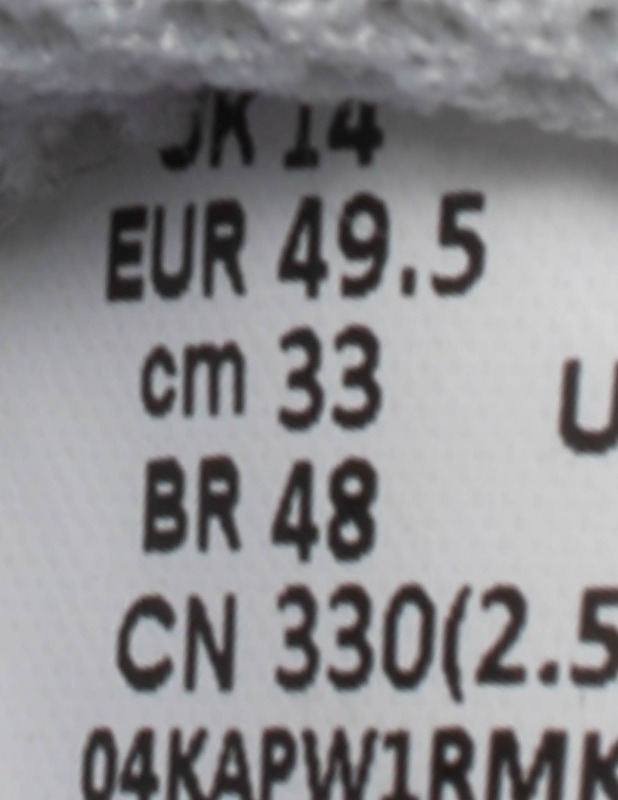 UK 14
EUR 49.5
cm 33
U
BR 48
CN 330(2.5
04KAPW1RMK